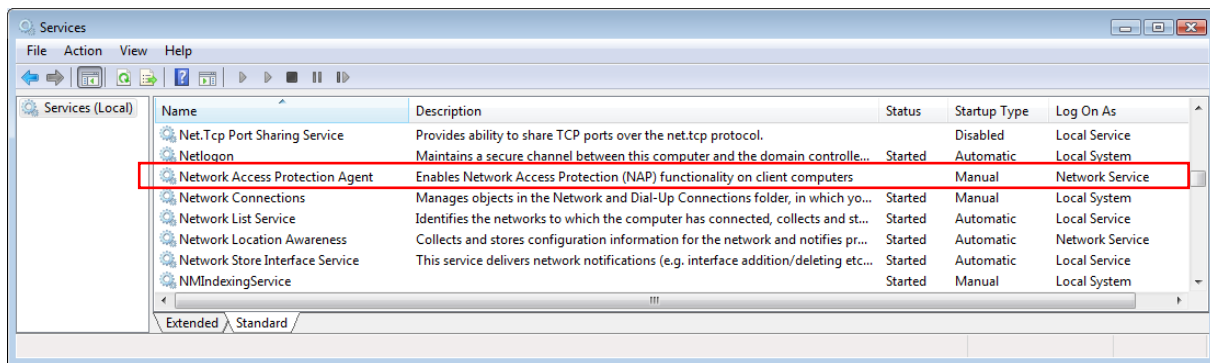 Services
File Action View Help
Services (Local)
Name Description Status Startup Type Log On As
Net.Tcp Port Sharing Service Provides ability to share TCP ports over the net.tcp protocol. Disabled Local Service
Netlogon Maintains a secure channel between this computer and the domain controlle... Started Automatic Local System
Network Access Protection Agent Enables Network Access Protection (NAP) functionality on client computers Manual Network Service
Network Connections Manages objects in the Network and Dial-Up Connections folder, in which yo... Started Manual Local System
Network List Service Identifies the networks to which the computer has connected, collects and st... Started Automatic Local Service
Network Location Awareness Collects and stores configuration information for the network and notifies pr... Started Automatic Network Service
Network Store Interface Service This service delivers network notifications (e.g. interface addition/deleting etc... Started Automatic Local Service
NMIndexingService Started Manual Local System
Extended Standard